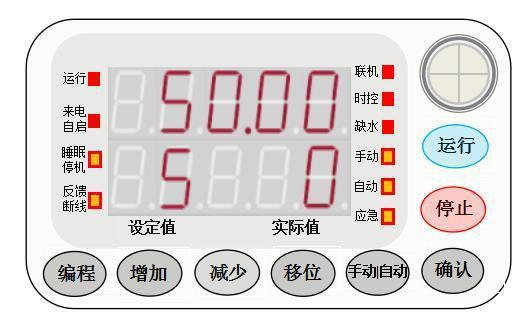 运行
来电
自启
睡眠
停机
反馈
断线
50.00
5 0
联机
时控
缺水
手动
自动
应急
设定值 实际值
运行
停止
编程 增加 减少 移位 手动自动 确认